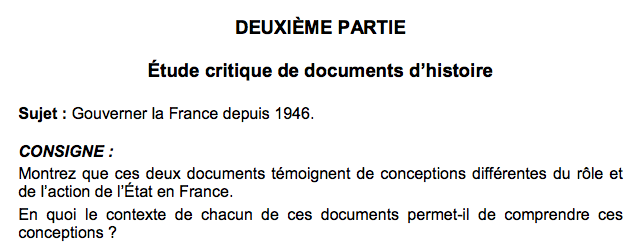 DEUXIÈME PARTIE
Étude critique de documents d'histoire
Sujet : Gouverner la France depuis 1946.
CONSIGNE :
Montrez que ces deux documents témoignent de conceptions différentes du rôle et
de l'action de l'État en France.
En quoi le contexte de chacun de ces documents permet-il de comprendre ces
conceptions ?